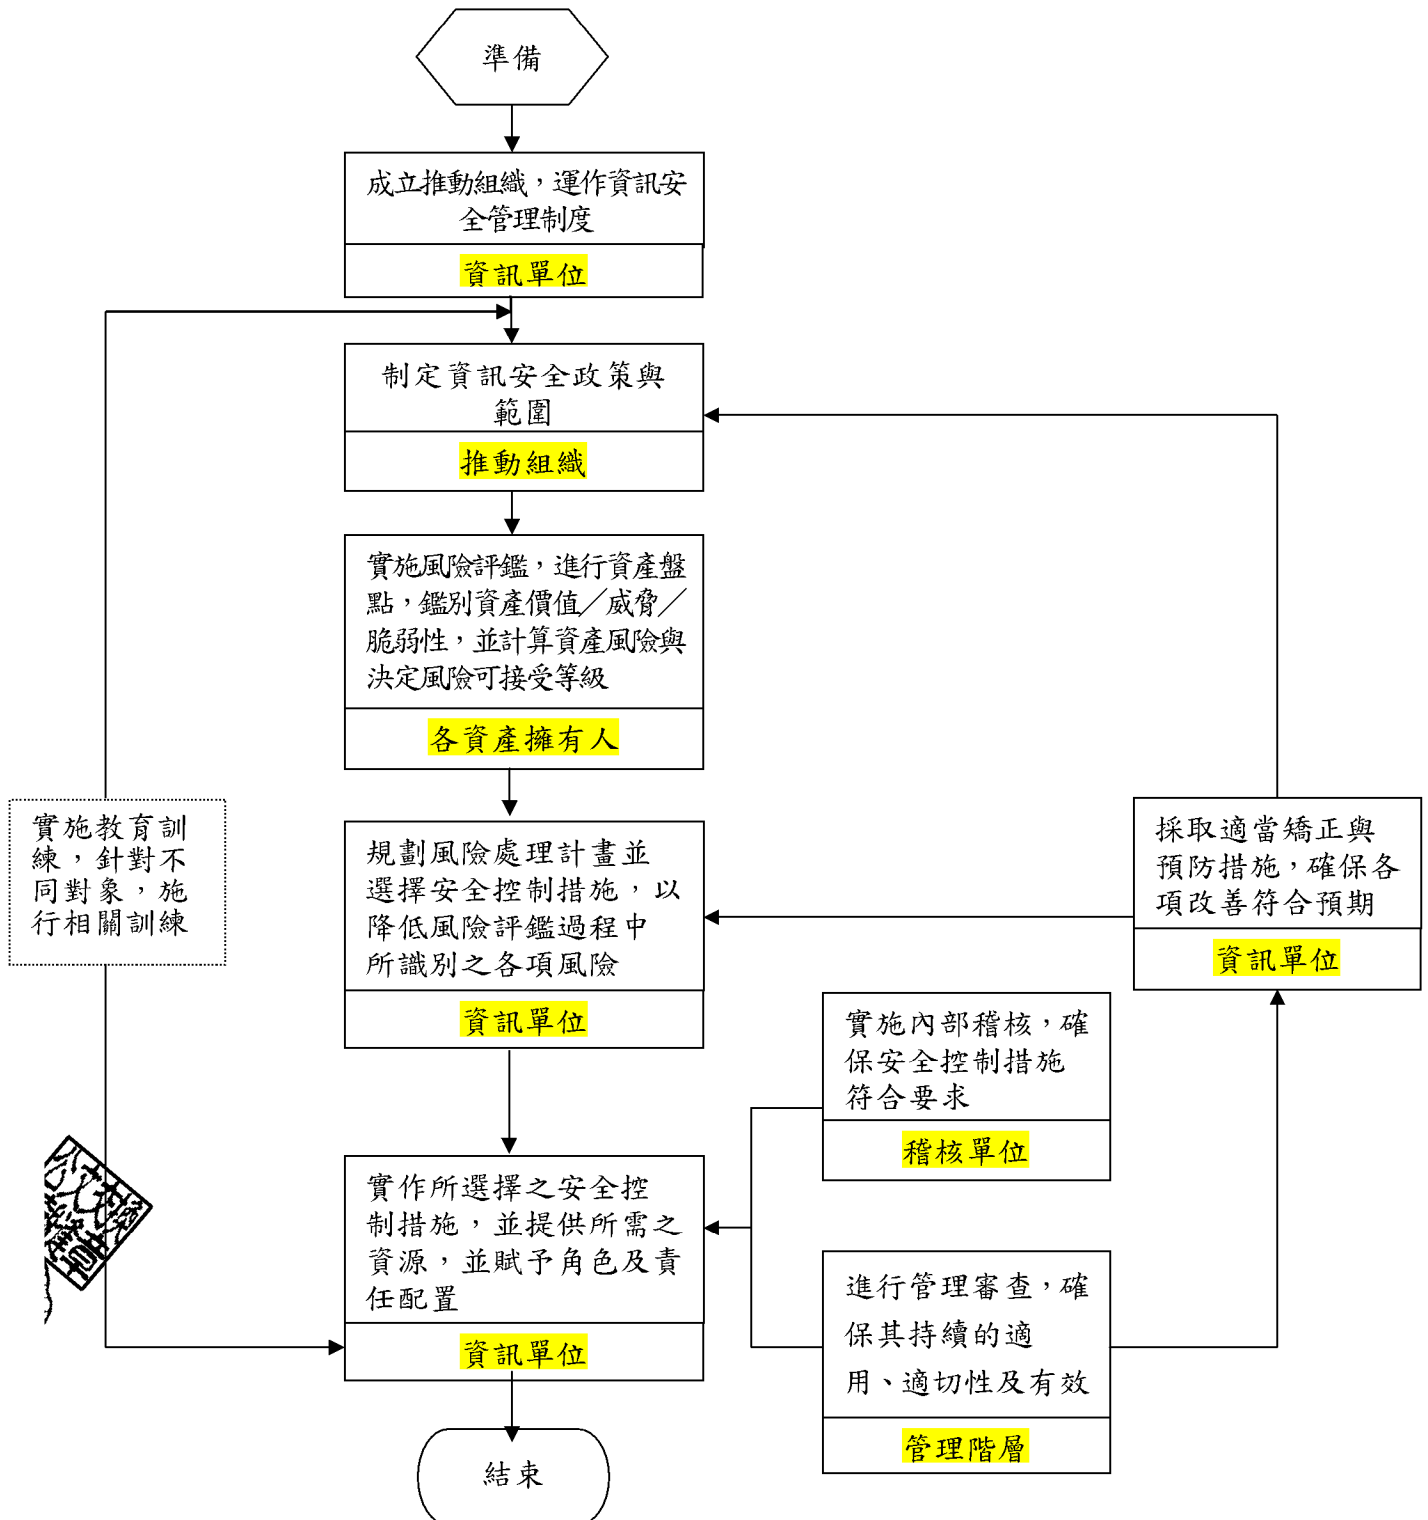 準備
成立推動組織，運作資訊安
全管理制度
資訊單位
制定資訊安全政策與
範圍
推動組織
實施風險評鑑，進行資產盤
點，鑑別資產價值／威脅／
脆弱性，並計算資產風險與
決定風險可接受等級
各資產擁有人
實施教育訓
練，針對不
同對象，施
行相關訓練
規劃風險處理計畫並
選擇安全控制措施，以
降低風險評鑑過程中
所識別之各項風險
資訊單位
採取適當矯正與
預防措施，確保各
項改善符合預期
資訊單位
實施內部稽核，確
保安全控制措施
符合要求
稽核單位
實作所選擇之安全控
制措施，並提供所需之
資源，並賦予角色及責
任配置
資訊單位
進行管理審查，確
保其持續的適
用、適切性及有效
管理階層
結束